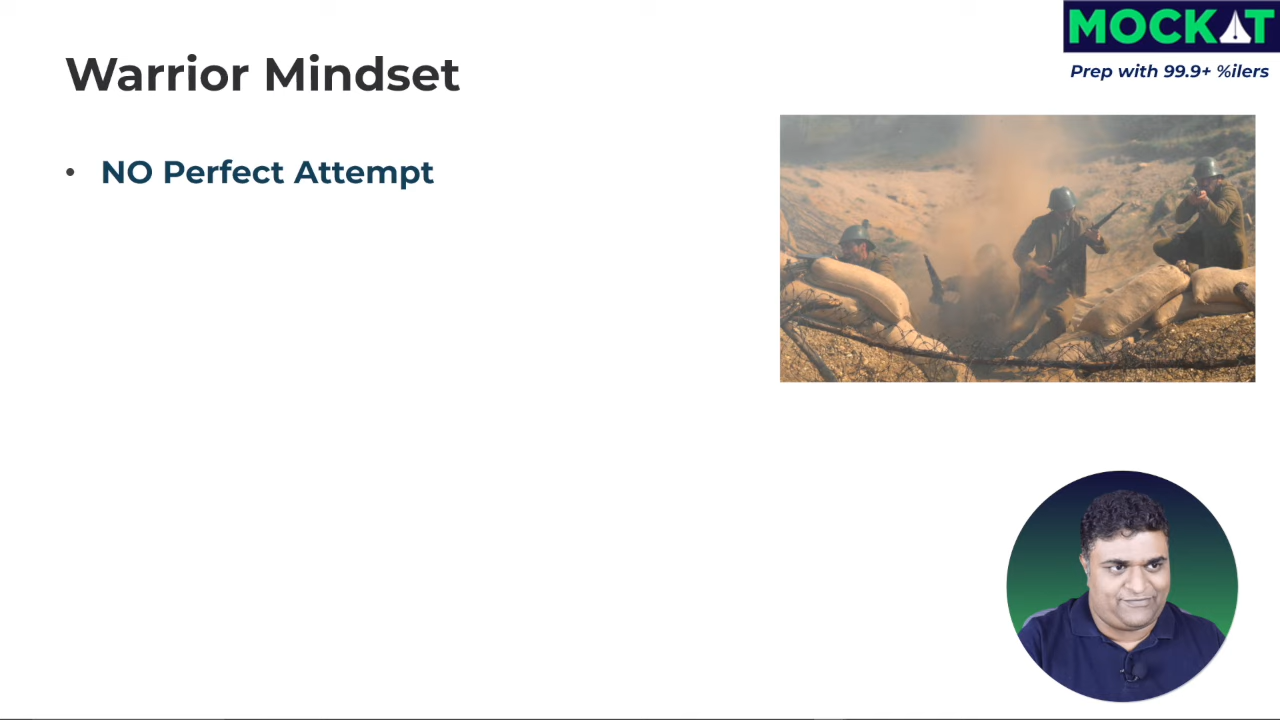 MOCKAT
Prep with 99.9+ %ilers
Warrior Mindset
• NO Perfect Attempt